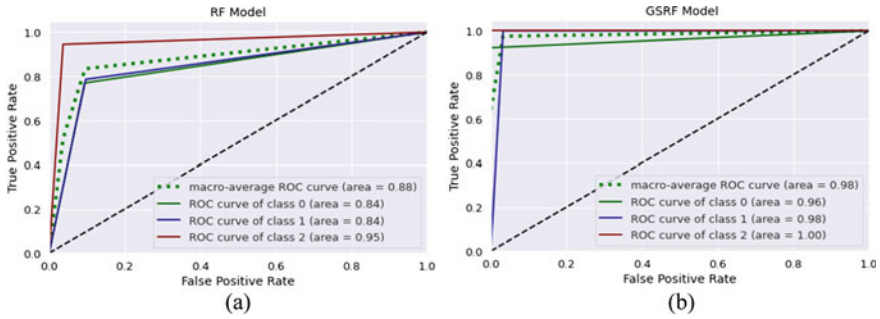 RF Model
True Positive Rate
1.0
0.8
0.6
0.4
0.2
0.0
macro-average ROC curve (area = 0.88)
ROC curve of class 0 (area = 0.84)
ROC curve of class 1 (area = 0.84)
ROC curve of class 2 (area = 0.95)
0.0 0.2 0.4 0.6 0.8 1.0
False Positive Rate
(a)
GSRF Model
True Positive Rate
1.0
0.8
0.6
0.4
0.2
0.0
macro-average ROC curve (area = 0.98)
ROC curve of class 0 (area = 0.96)
ROC curve of class 1 (area = 0.98)
ROC curve of class 2 (area = 1.00)
0.0 0.2 0.4 0.6 0.8 1.0
False Positive Rate
(b)